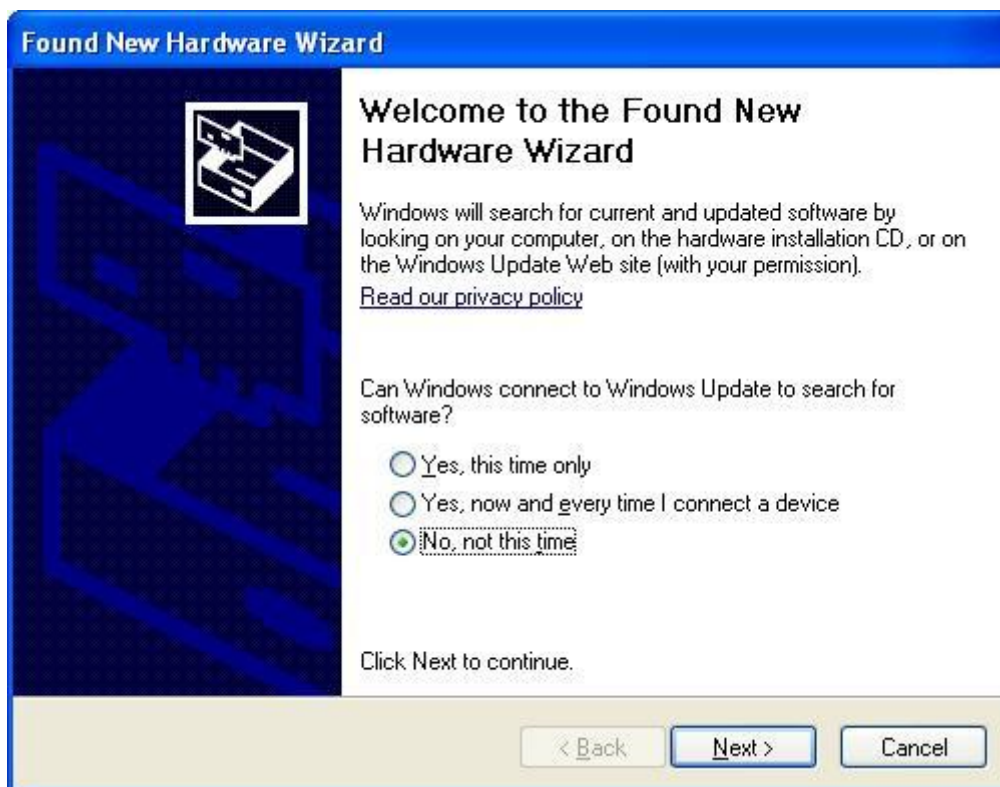 Found New Hardware Wizard
Welcome to the Found New
Hardware Wizard
Windows will search for current and updated software by
looking on your computer, on the hardware installation CD, or on
the Windows Update Web site (with your permission).
Read our privacy policy
Can Windows connect to Windows Update to search for
software?
Yes, this time only
Yes, now and every time I connect a device
No, not this time
Click Next to continue.
< Back Next > Cancel